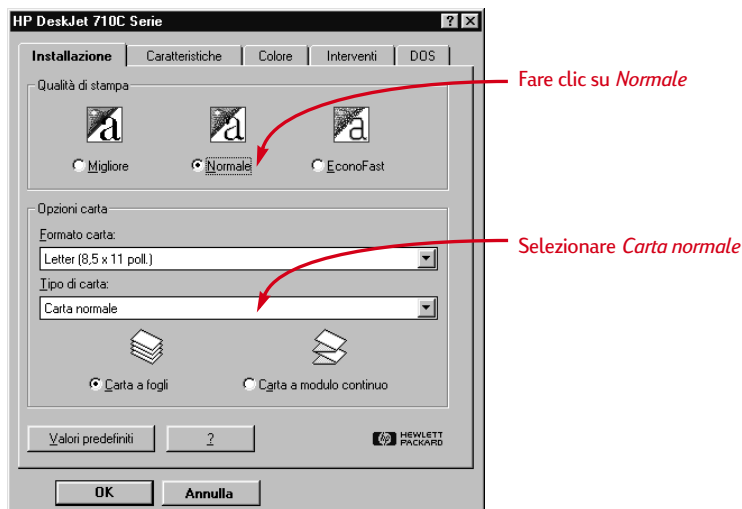 HP DeskJet 710C Serie
Installazione Caratteristiche Colore Interventi DOS
Qualità di stampa
Fare clic su Normale
a a a
Migliore Normale EconoFast
Opzioni carta
Formato carta:
Selezionare Carta normale
Letter (8,5 x 11 poll.)
Tipo di carta:
Carta normale
Carta a fogli Carta a modulo continuo
Valori predefiniti ? hp HEWLETT
PACKARD
OK Annulla